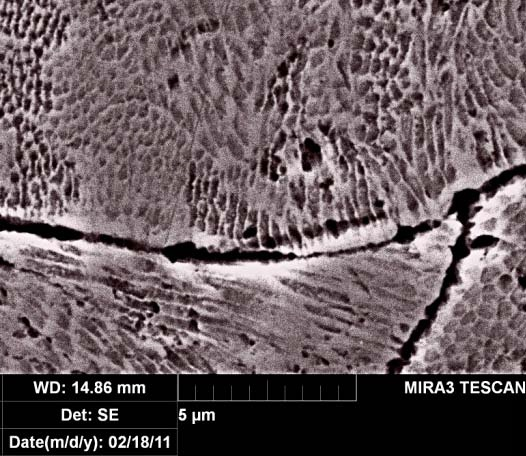 WD: 14.86 mm
MIRA3 TESCAN
Det: SE
5 μm
Date(m/d/y): 02/18/11